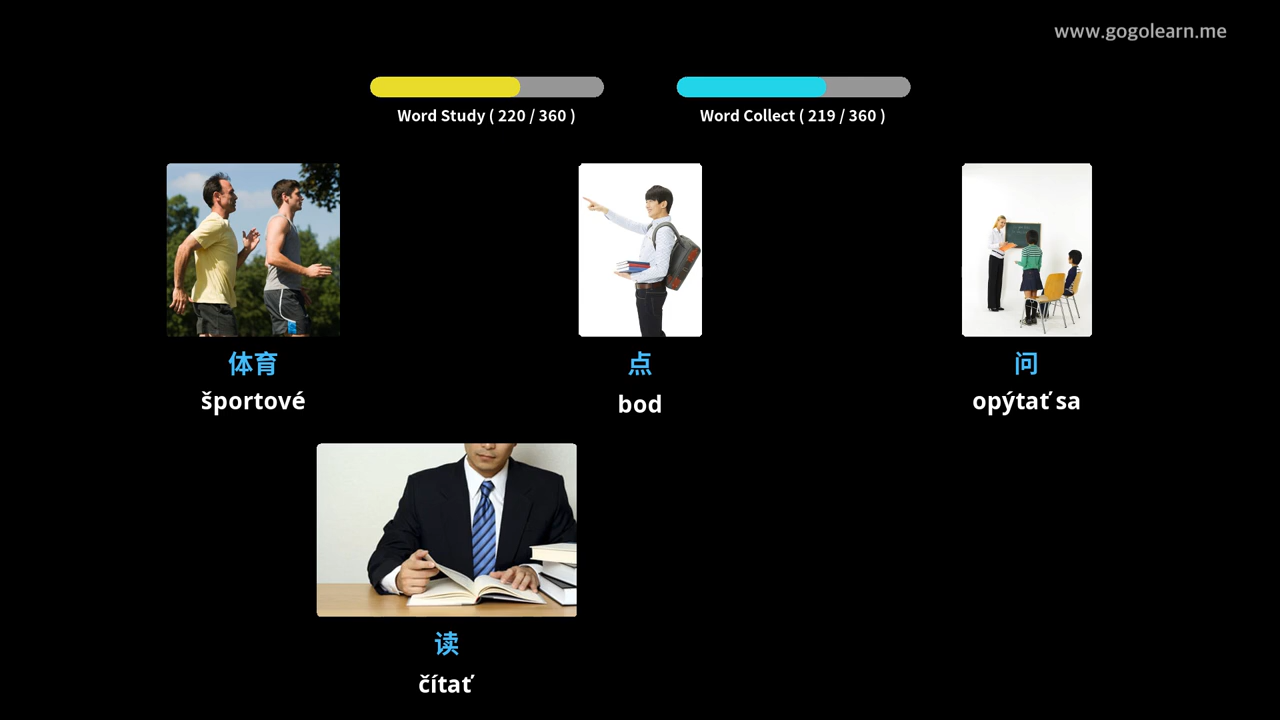 www.gogolearn.me
Word Study ( 220 / 360 )
Word Collect ( 219 / 360 )
体育
športové
点
bod
问
opýtať sa
读
čítať